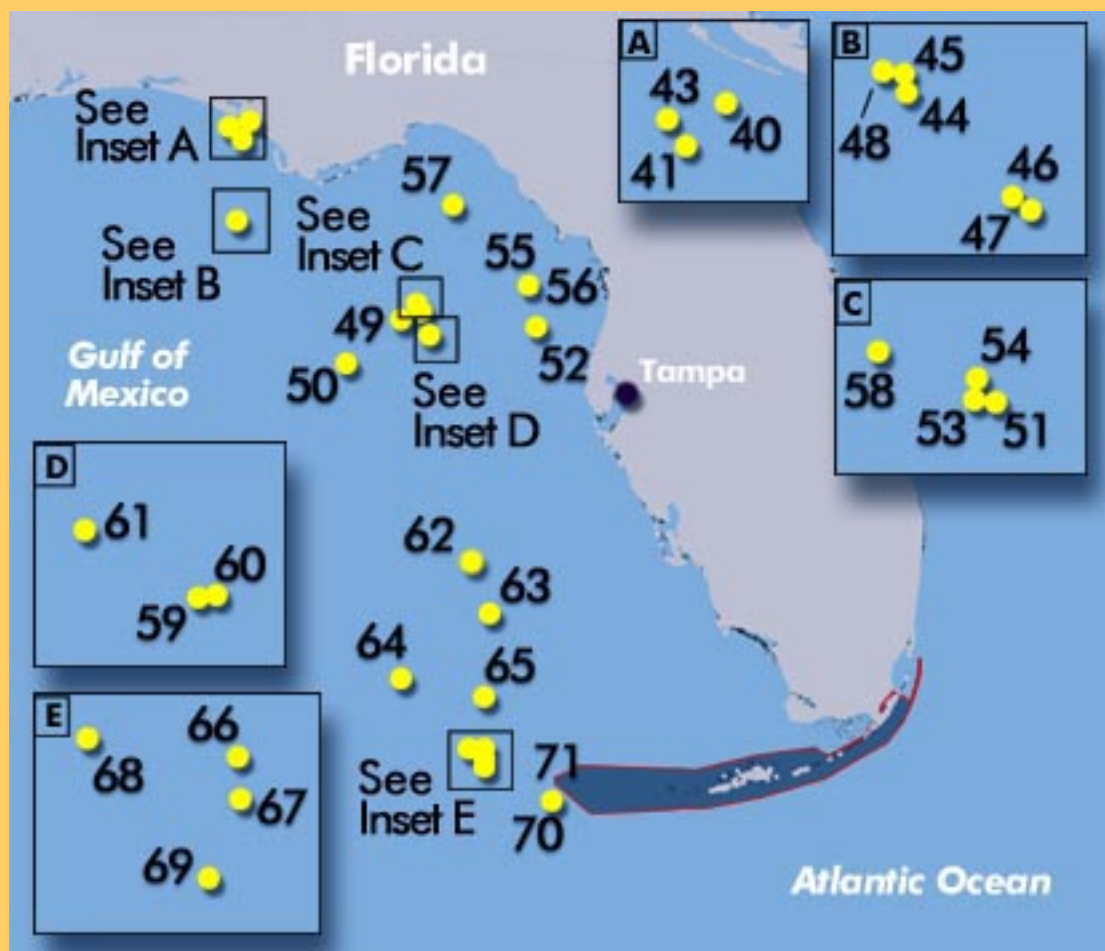 Florida
See
Inset A
See
Inset B
See
Inset C
57
55
56
49
50
52
See
Inset D
Gulf of
Mexico
Tampa
A
43
40
41
B
45
44
48
46
47
C
54
58
53
51
D
61
60
59
62
63
64
65
E
66
68
67
69
See
Inset E
71
70
Atlantic Ocean